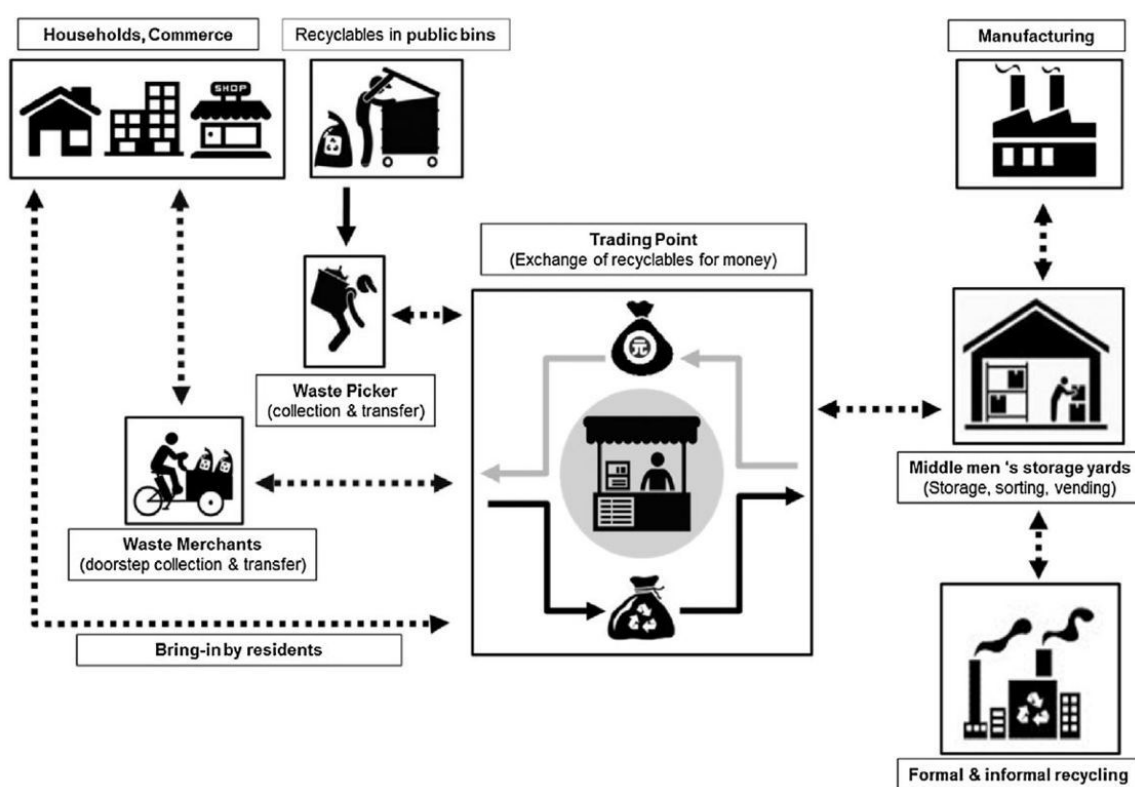 Households, Commerce
Recyclables in public bins
Manufacturing
SHOP
Trading Point
(Exchange of recyclables for money)
元
Waste Picker
(collection & transfer)
Middle men 's storage yards
(Storage, sorting, vending)
Waste Merchants
(doorstep collection & transfer)
Bring-in by residents
Formal & informal recycling